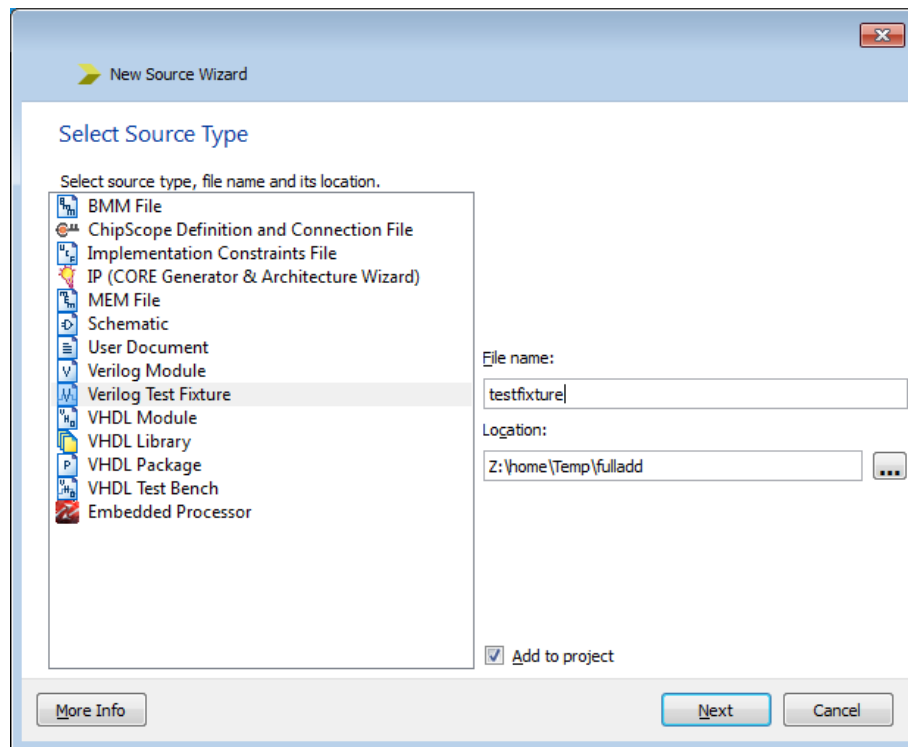 New Source Wizard
Select Source Type
Select source type, file name and its location.
BMM File
ChipScope Definition and Connection File
Implementation Constraints File
IP (CORE Generator & Architecture Wizard)
MEM File
Schematic
User Document
Verilog Module
Verilog Test Fixture
VHDL Module
VHDL Library
VHDL Package
VHDL Test Bench
Embedded Processor
File name:
testfixture
Location:
Z:\home\Temp\fulladd
...
Add to project
More Info
Next
Cancel